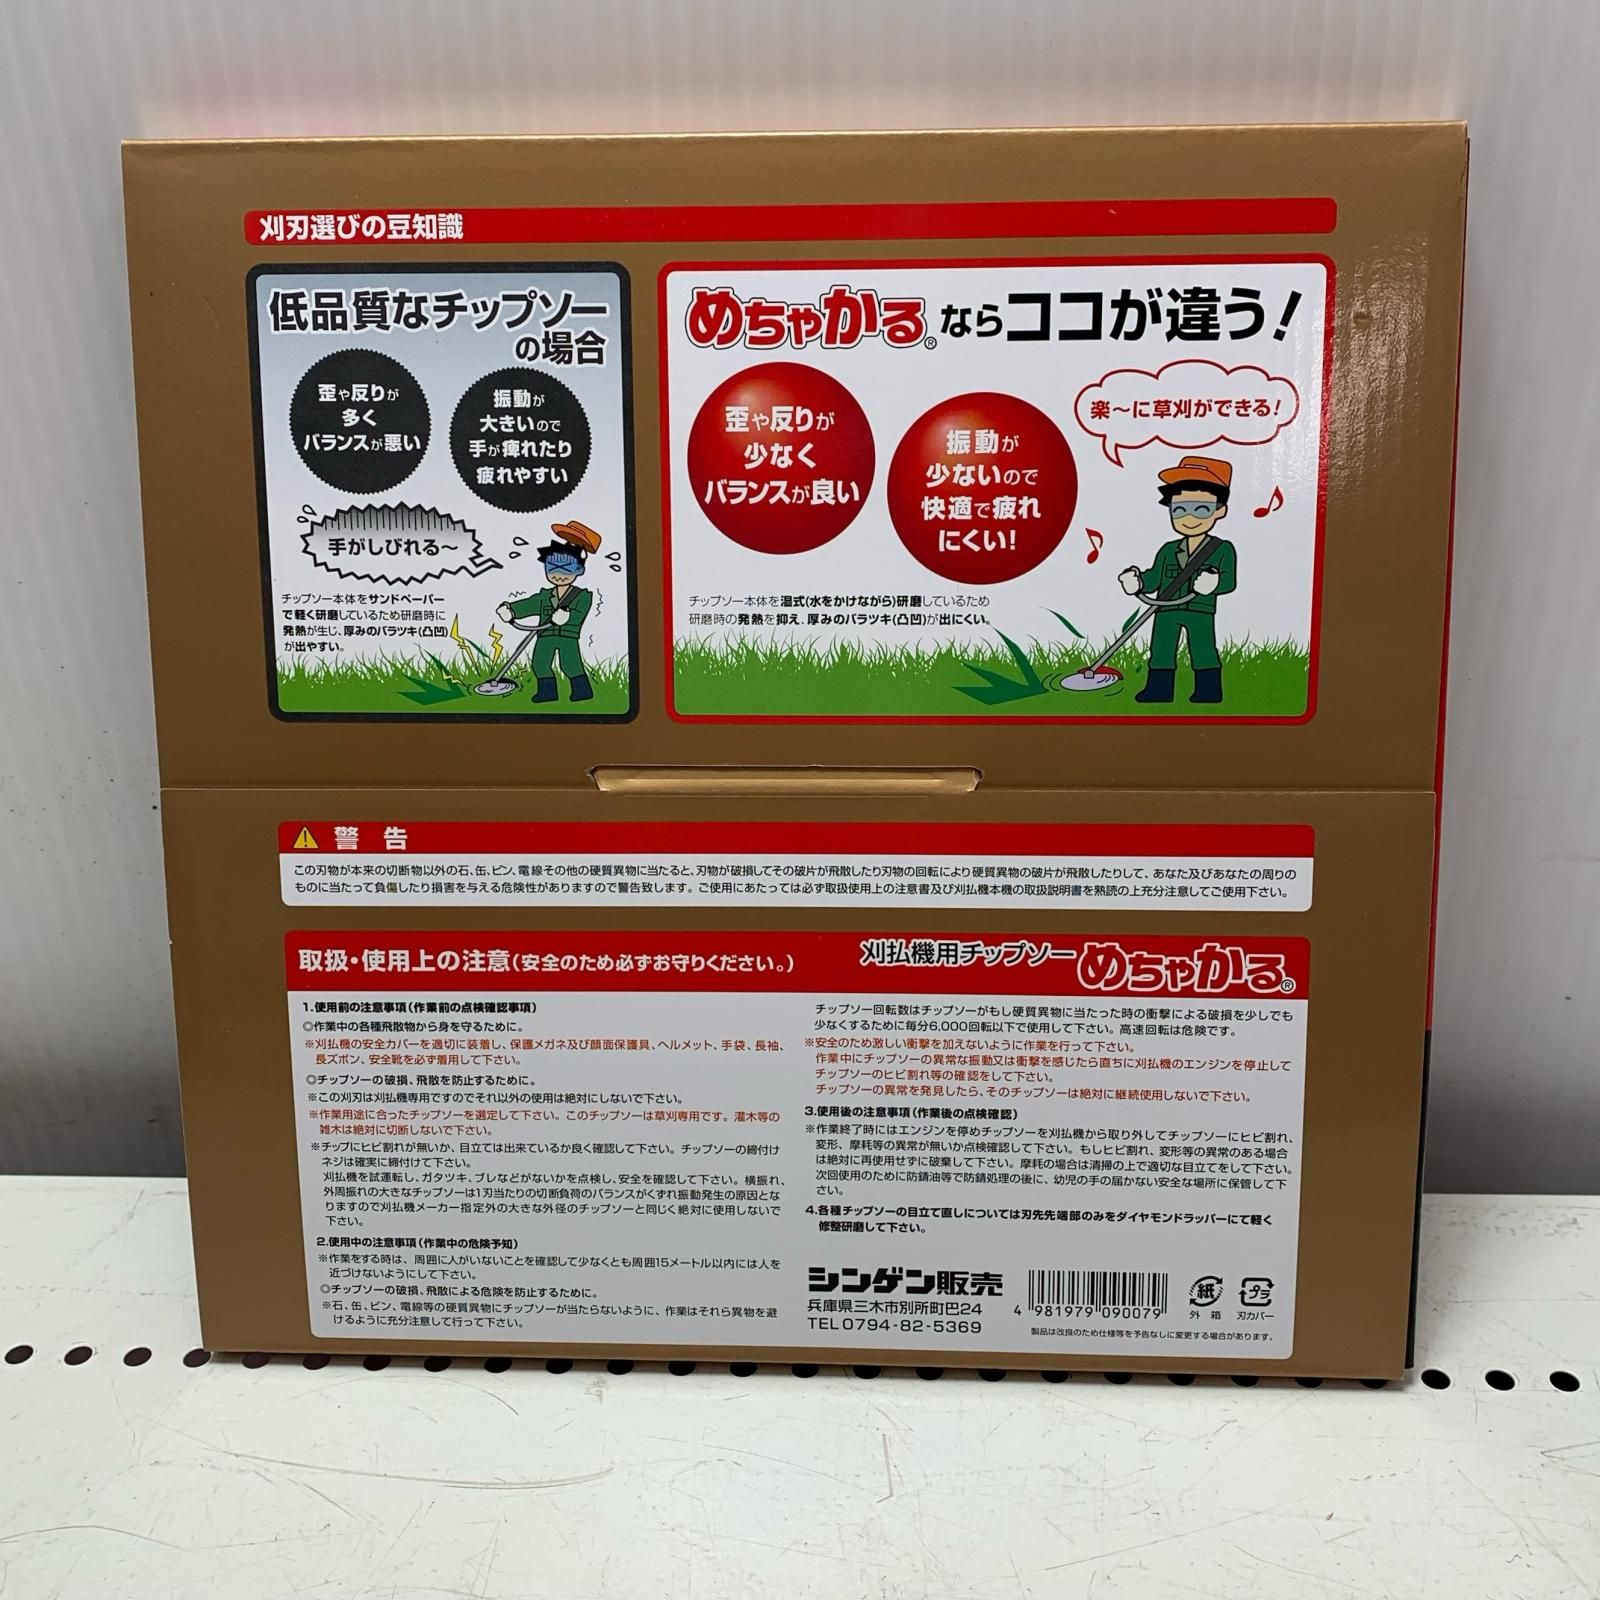 刈刃選びの豆知識
低品質なチップソー
の場合
歪や反りが
多く
バランスが悪い
振動が
大きいので
手が痺れたり
疲れやすい
手がしびれる〜
チップソー本体をサンドペーパー
で軽く研磨しているため研磨時に
発熱が生じ、厚みのバラツキ(凸凹)
が出やすい。
めちゃかる®ならココが違う!
歪や反りが
少なく
バランスが良い
振動が
少ないので
快適で疲れ
にくい!
楽〜に草刈ができる!
チップソー本体を湿式(水をかけながら)研磨しているため
研磨時の発熱を抑え、厚みのバラツキ(凸凹)が出にくい。
警告
この刃物が本来の切断物以外の石、缶、ビン、電線その他の硬質異物に当たると、刃物が破損してその破片が飛散したり刃物の回転により硬質異物の破片が飛散したりして、あなた及びあなたの周りの
ものに当たって負傷したり損害を与える危険性がありますので警告致します。ご使用にあたっては必ず取扱使用上の注意書及び刈払機本機の取扱説明書を熟読の上充分注意してご使用下さい。
取扱・使用上の注意(安全のため必ずお守りください。)
刈払機用チップソー めちゃかる®
1.使用前の注意事項(作業前の点検確認事項)
◎作業中の各種飛散物から身を守るために。
※刈払機の安全カバーを適切に装着し、保護メガネ及び顔面保護具、ヘルメット、手袋、長袖、
長ズボン、安全靴を必ず着用して下さい。
◎チップソーの破損、飛散を防止するために。
※この刈刃は刈払機専用ですのでそれ以外の使用は絶対にしないで下さい。
※作業用途に合ったチップソーを選定して下さい。このチップソーは草刈専用です。灌木等の
雑木は絶対に切断しないで下さい。
※チップにヒビ割れが無いか、目立ては出来ているか良く確認して下さい。チップソーの締付け
ネジは確実に締付けて下さい。
刈払機を試運転し、ガタツキ、ブレなどがないかを点検し、安全を確認して下さい。横振れ、
外周振れの大きなチップソーは1刃当たりの切断負荷のバランスがくずれ振動発生の原因とな
りますので刈払機メーカー指定外の大きな外径のチップソーと同じく絶対に使用しないで
下さい。
2.使用中の注意事項(作業中の危険予知)
※作業をする時は、周囲に人がいないことを確認して少なくとも周囲15メートル以内には人を
近づけないようにして下さい。
◎チップソーの破損、飛散による危険を防止するために。
※石、缶、ビン、電線等の硬質異物にチップソーが当たらないように、作業はそれら異物を避
けるように充分注意して行って下さい。
チップソー回転数はチップソーがもし硬質異物に当たった時の衝撃による破損を少しでも
少なくするために毎分6,000回転以下で使用して下さい。高速回転は危険です。
※安全のため激しい衝撃を加えないように作業を行って下さい。
作業中にチップソーの異常な振動又は衝撃を感じたら直ちに刈払機のエンジンを停止して
チップソーのヒビ割れ等の確認をして下さい。
チップソーの異常を発見したら、そのチップソーは絶対に継続使用しないで下さい。
3.使用後の注意事項(作業後の点検確認)
※作業終了時にはエンジンを停めチップソーを刈払機から取り外してチップソーにヒビ割れ、
変形、摩耗等の異常が無いか点検確認して下さい。もしヒビ割れ、変形等の異常のある場合
は絶対に再使用せずに破棄して下さい。摩耗の場合は清掃の上で適切な目立てをして下さい。
次回使用のために防錆油等で防錆処理の後に、幼児の手の届かない安全な場所に保管して下
さい。
4.各種チップソーの目立て直しについては刃先先端部のみをダイヤモンドラッパーにて軽く
修整研磨して下さい。
シンゲン販売
兵庫県三木市別所町巴24
TEL0794-82-5369
4 981979 090079
紙
外箱
プラ
刃カバー
製品は改良のため仕様等を予告なしに変更する場合があります。